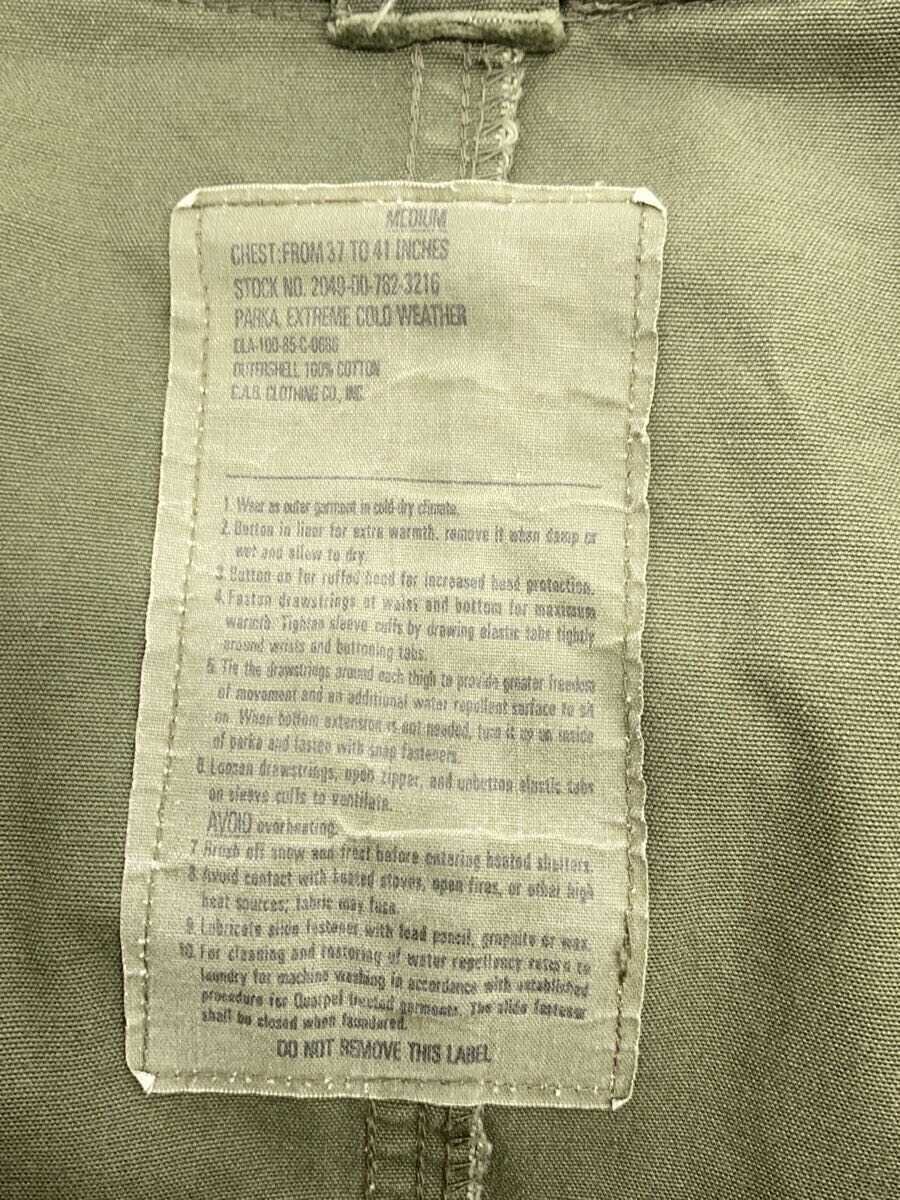 MEDIUM
CHEST: FROM 37 TO 41 INCHES
STOCK NO. 2040-00-782-3216
PARKA, EXTREME COLD WEATHER
DLA-100-85-C-0686
OUTERSHELL 100% COTTON
C.A.B. CLOTHING CO., INC.
1. Wear as outer garment in cold-dry climate.
2. Button in liner for extra warmth, remove it when damp or
wet and allow to dry.
3. Button on fur ruffed hood for increased head protection.
4. Fasten drawstrings at waist and bottom for maximum
warmth. Tighten sleeve cuffs by drawing elastic tabs tightly
around wrists and buttoning tabs.
5. Tie the drawstrings around each thigh to provide greater freedom
of movement and an additional water repellent surface to sit
on. When bottom extension is not needed, turn it up on inside
of parka and fasten with snap fasteners.
6. Loosen drawstrings, open zipper, and unbutton elastic tabs
on sleeve cuffs to ventilate.
AVOID overheating.
7. Brush off snow and frost before entering heated shelters.
8. Avoid contact with heated stoves, open fires, or other high
heat sources; fabric may fuse.
9. Lubricate slide fastener with lead pencil, graphite or wax.
10. For cleaning and restoring of water repellency return to
laundry for machine washing in accordance with established
procedure for Quarpel treated garments. The slide fastener
shall be closed when laundered.
DO NOT REMOVE THIS LABEL